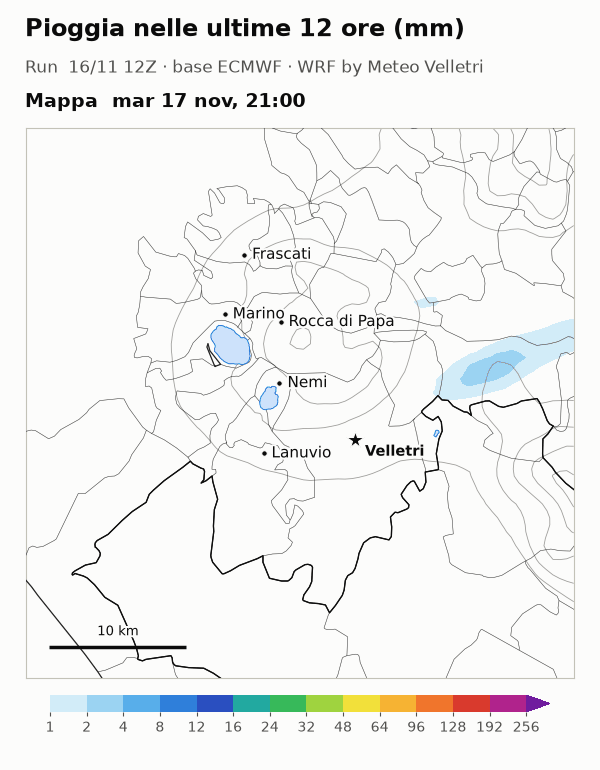 Pioggia nelle ultime 12 ore (mm)
Run  16/11 12Z · base ECMWF · WRF by Meteo Velletri
Mappa  mar 17 nov, 21:00
Frascati
Marino
Rocca di Papa
Nemi
Velletri
Lanuvio
10 km
1 2 4 8 12 16 24 32 48 64 96 128 192 256